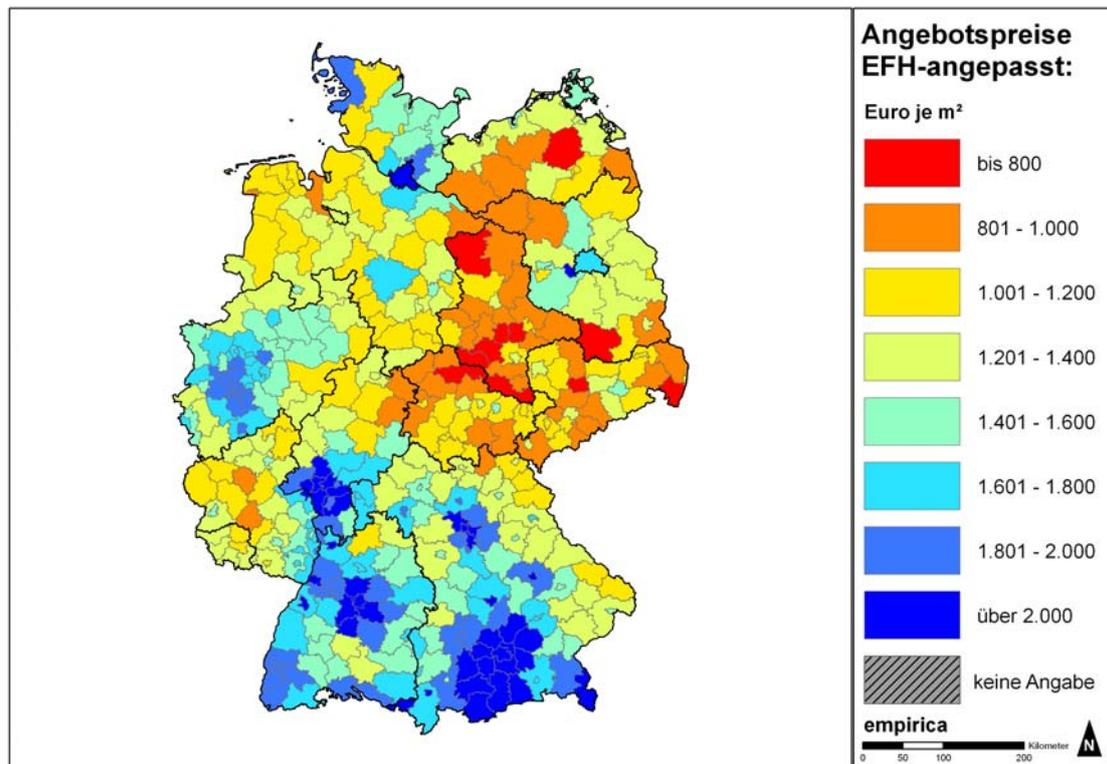 Angebotspreise
EFH-angepasst:
Euro je m²
bis 800
801 - 1.000
1.001 - 1.200
1.201 - 1.400
1.401 - 1.600
1.601 - 1.800
1.801 - 2.000
über 2.000
keine Angabe
empirica
Kilometer
0 50 100 200
N